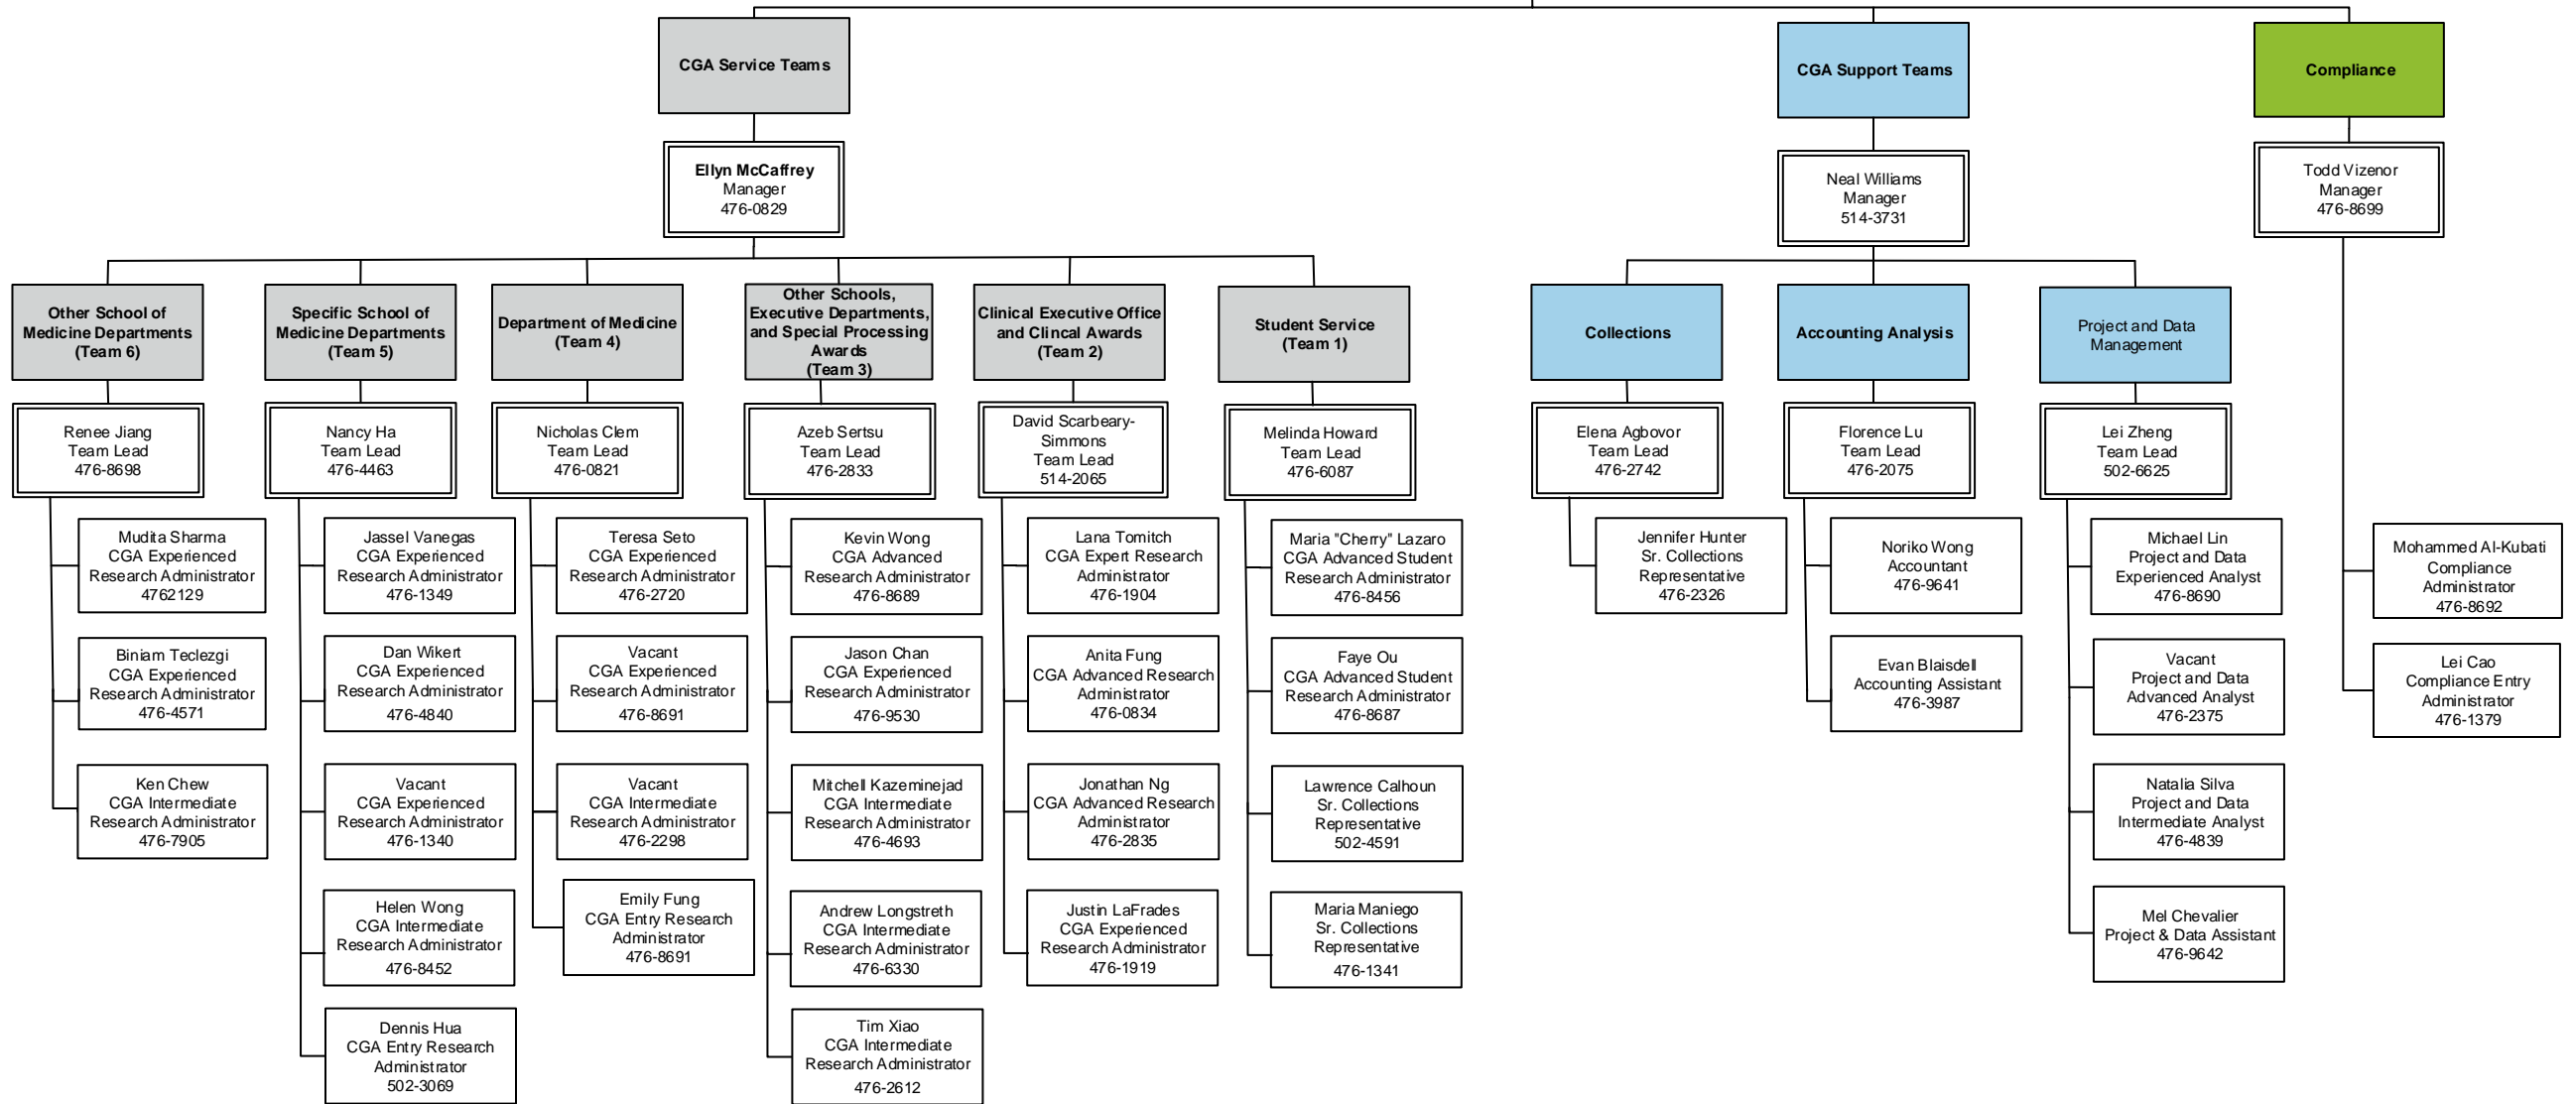 CGA Service Teams
CGA Support Teams
Compliance
Ellyn McCaffrey
Manager
476-0829
Neal Williams
Manager
514-3731
Todd Vizenor
Manager
476-8699
Other School of
Medicine Departments
(Team 6)
Specific School of
Medicine Departments
(Team 5)
Department of Medicine
(Team 4)
Other Schools,
Executive Departments,
and Special Processing
Awards
(Team 3)
Clinical Executive Office
and Clincal Awards
(Team 2)
Student Service
(Team 1)
Collections
Accounting Analysis
Project and Data
Management
Renee Jiang
Team Lead
476-8698
Nancy Ha
Team Lead
476-4463
Nicholas Clem
Team Lead
476-0821
Azeb Sertsu
Team Lead
476-2833
David Scarbeary-
Simmons
Team Lead
514-2065
Melinda Howard
Team Lead
476-6087
Elena Agbovor
Team Lead
476-2742
Florence Lu
Team Lead
476-2075
Lei Zheng
Team Lead
502-6625
Mudita Sharma
CGA Experienced
Research Administrator
4762129
Jassel Vanegas
CGA Experienced
Research Administrator
476-1349
Teresa Seto
CGA Experienced
Research Administrator
476-2720
Kevin Wong
CGA Advanced
Research Administrator
476-8689
Lana Tomitch
CGA Expert Research
Administrator
476-1904
Maria "Cherry" Lazaro
CGA Advanced Student
Research Administrator
476-8456
Jennifer Hunter
Sr. Collections
Representative
476-2326
Noriko Wong
Accountant
476-9641
Michael Lin
Project and Data
Experienced Analyst
476-8690
Mohammed Al-Kubati
Compliance
Administrator
476-8692
Biniam Teclezgi
CGA Experienced
Research Administrator
476-4571
Dan Wikert
CGA Experienced
Research Administrator
476-4840
Vacant
CGA Experienced
Research Administrator
476-8691
Jason Chan
CGA Experienced
Research Administrator
476-9530
Anita Fung
CGA Advanced Research
Administrator
476-0834
Faye Ou
CGA Advanced Student
Research Administrator
476-8687
Evan Blaisdell
Accounting Assistant
476-3987
Vacant
Project and Data
Advanced Analyst
476-2375
Lei Cao
Compliance Entry
Administrator
476-1379
Ken Chew
CGA Intermediate
Research Administrator
476-7905
Vacant
CGA Experienced
Research Administrator
476-1340
Vacant
CGA Intermediate
Research Administrator
476-2298
Mitchell Kazeminejad
CGA Intermediate
Research Administrator
476-4693
Jonathan Ng
CGA Advanced Research
Administrator
476-2835
Lawrence Calhoun
Sr. Collections
Representative
502-4591
Natalia Silva
Project and Data
Intermediate Analyst
476-4839
Helen Wong
CGA Intermediate
Research Administrator
476-8452
Emily Fung
CGA Entry Research
Administrator
476-8691
Andrew Longstreth
CGA Intermediate
Research Administrator
476-6330
Justin LaFrades
CGA Experienced
Research Administrator
476-1919
Maria Maniego
Sr. Collections
Representative
476-1341
Mel Chevalier
Project & Data Assistant
476-9642
Dennis Hua
CGA Entry Research
Administrator
502-3069
Tim Xiao
CGA Intermediate
Research Administrator
476-2612